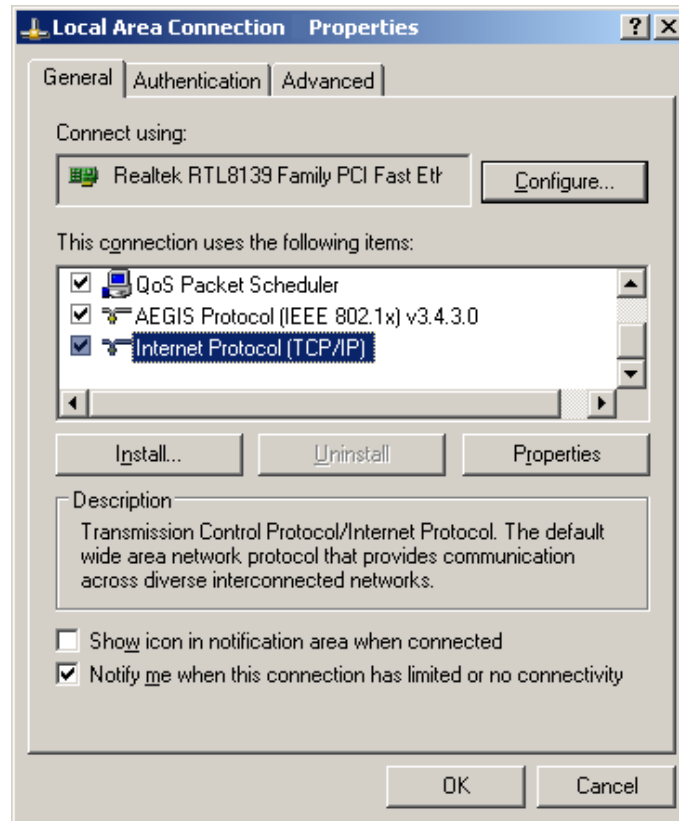 Local Area Connection Properties
General Authentication Advanced
Connect using:
Realtek RTL8139 Family PCI Fast Eth
Configure...
This connection uses the following items:
QoS Packet Scheduler
AEGIS Protocol (IEEE 802.1x) v3.4.3.0
Internet Protocol (TCP/IP)
Install... Uninstall Properties
Description
Transmission Control Protocol/Internet Protocol. The default
wide area network protocol that provides communication
across diverse interconnected networks.
Show icon in notification area when connected
Notify me when this connection has limited or no connectivity
OK Cancel